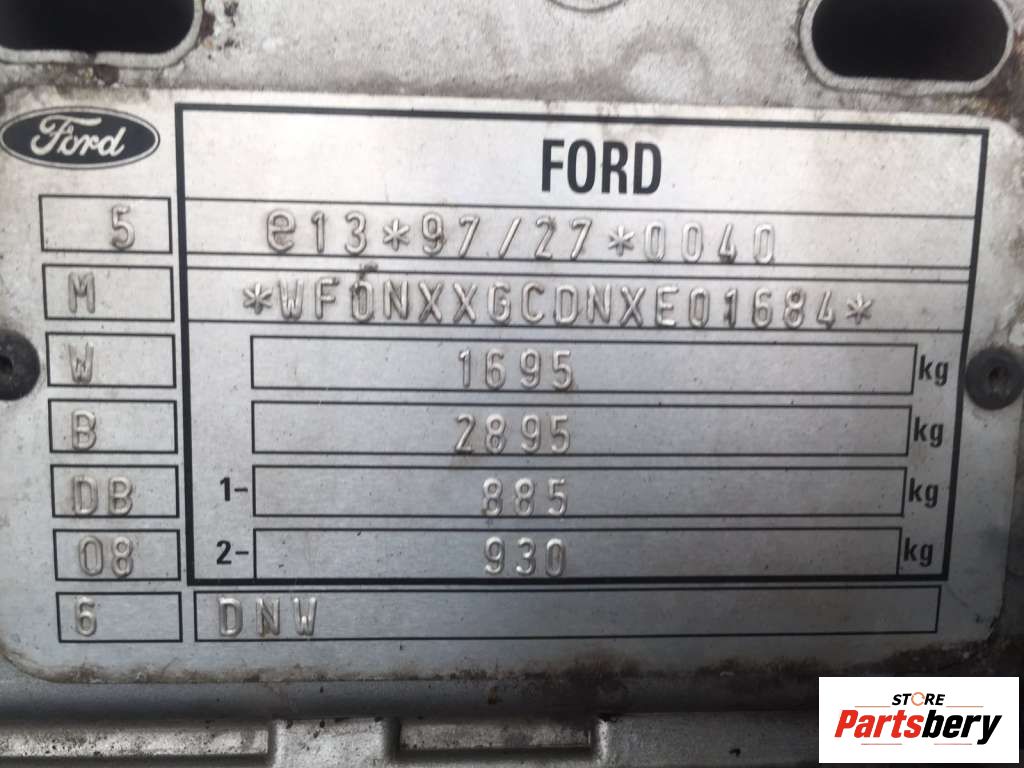 Ford
FORD
5 e13*97/27*0040
M *WF0NXXGCDNXE01684*
W 1695 kg
B 2895 kg
DB 1- 885 kg
08 2- 930 kg
6 DNW
STORE
Partsbery